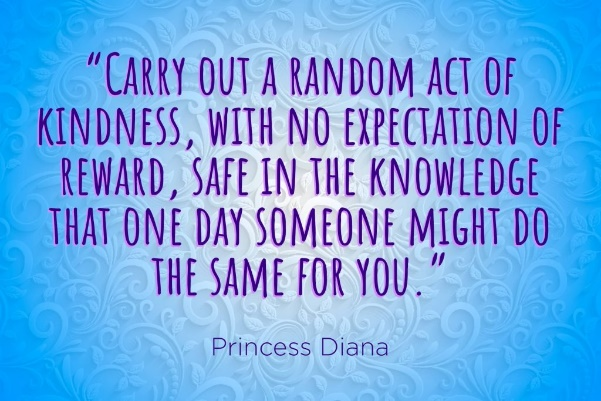 “Carry out a random act of
kindness, with no expectation of
reward, safe in the knowledge
that one day someone might do
the same for you.”
Princess Diana